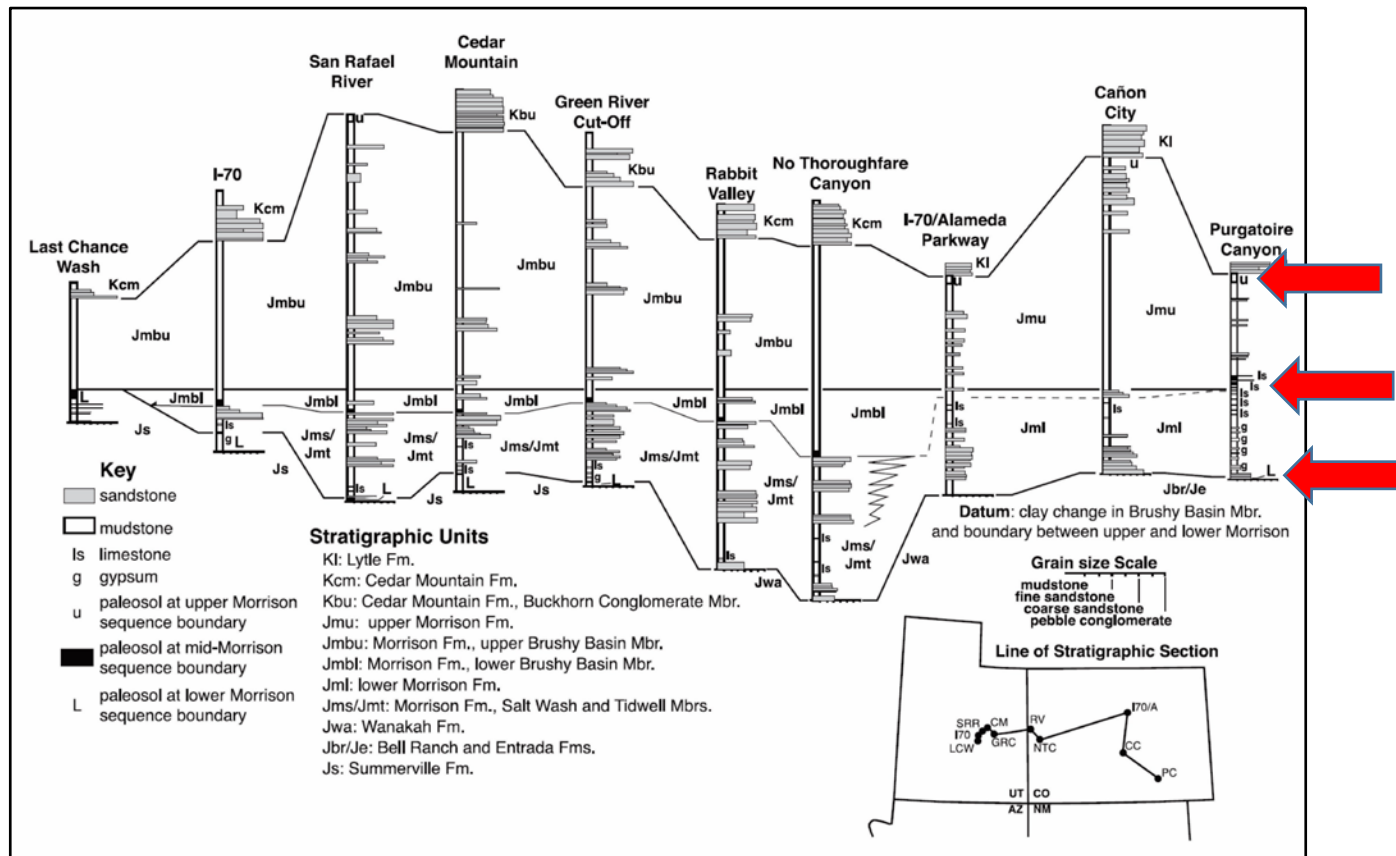 Last Chance
Wash
Kcm
Jmbu
Jmbl
L
Js
I-70
Kcm
ls
g L
San Rafael
River
u
Jmbu
Jmbl
Jms/
Jmt
ls
L
Js
Cedar
Mountain
Kbu
Jmbu
Jmbl
Jms/Jmt
ls
L
Js
Green River
Cut-Off
Kbu
Jmbu
Jmbl
Jms/Jmt
ls
g L
Rabbit
Valley
Kcm
Jmbu
Jmbl
Jms/
Jmt
ls
No Thoroughfare
Canyon
Kcm
Jmbl
Jms/
Jmt
ls
ls
Jwa
I-70/Alameda
Parkway
Kl
u
Jmu
ls
ls
Jml
Cañon
City
Kl
u
Jmu
ls
Jml
Jbr/Je
Purgatoire
Canyon
u
ls
ls
ls
ls
ls
g
g
g
g
L
Key
sandstone
mudstone
ls limestone
g gypsum
u paleosol at upper Morrison
sequence boundary
paleosol at mid-Morrison
sequence boundary
L paleosol at lower Morrison
sequence boundary
Stratigraphic Units
Kl: Lytle Fm.
Kcm: Cedar Mountain Fm.
Kbu: Cedar Mountain Fm., Buckhorn Conglomerate Mbr.
Jmu: upper Morrison Fm.
Jmbu: Morrison Fm., upper Brushy Basin Mbr.
Jmbl: Morrison Fm., lower Brushy Basin Mbr.
Jml: lower Morrison Fm.
Jms/Jmt: Morrison Fm., Salt Wash and Tidwell Mbrs.
Jwa: Wanakah Fm.
Jbr/Je: Bell Ranch and Entrada Fms.
Js: Summerville Fm.
Datum: clay change in Brushy Basin Mbr.
and boundary between upper and lower Morrison
Grain size Scale
mudstone
fine sandstone
coarse sandstone
pebble conglomerate
Line of Stratigraphic Section
SRR CM
I70
LCW GRC
RV
NTC
I70/A
CC
PC
UT CO
AZ NM